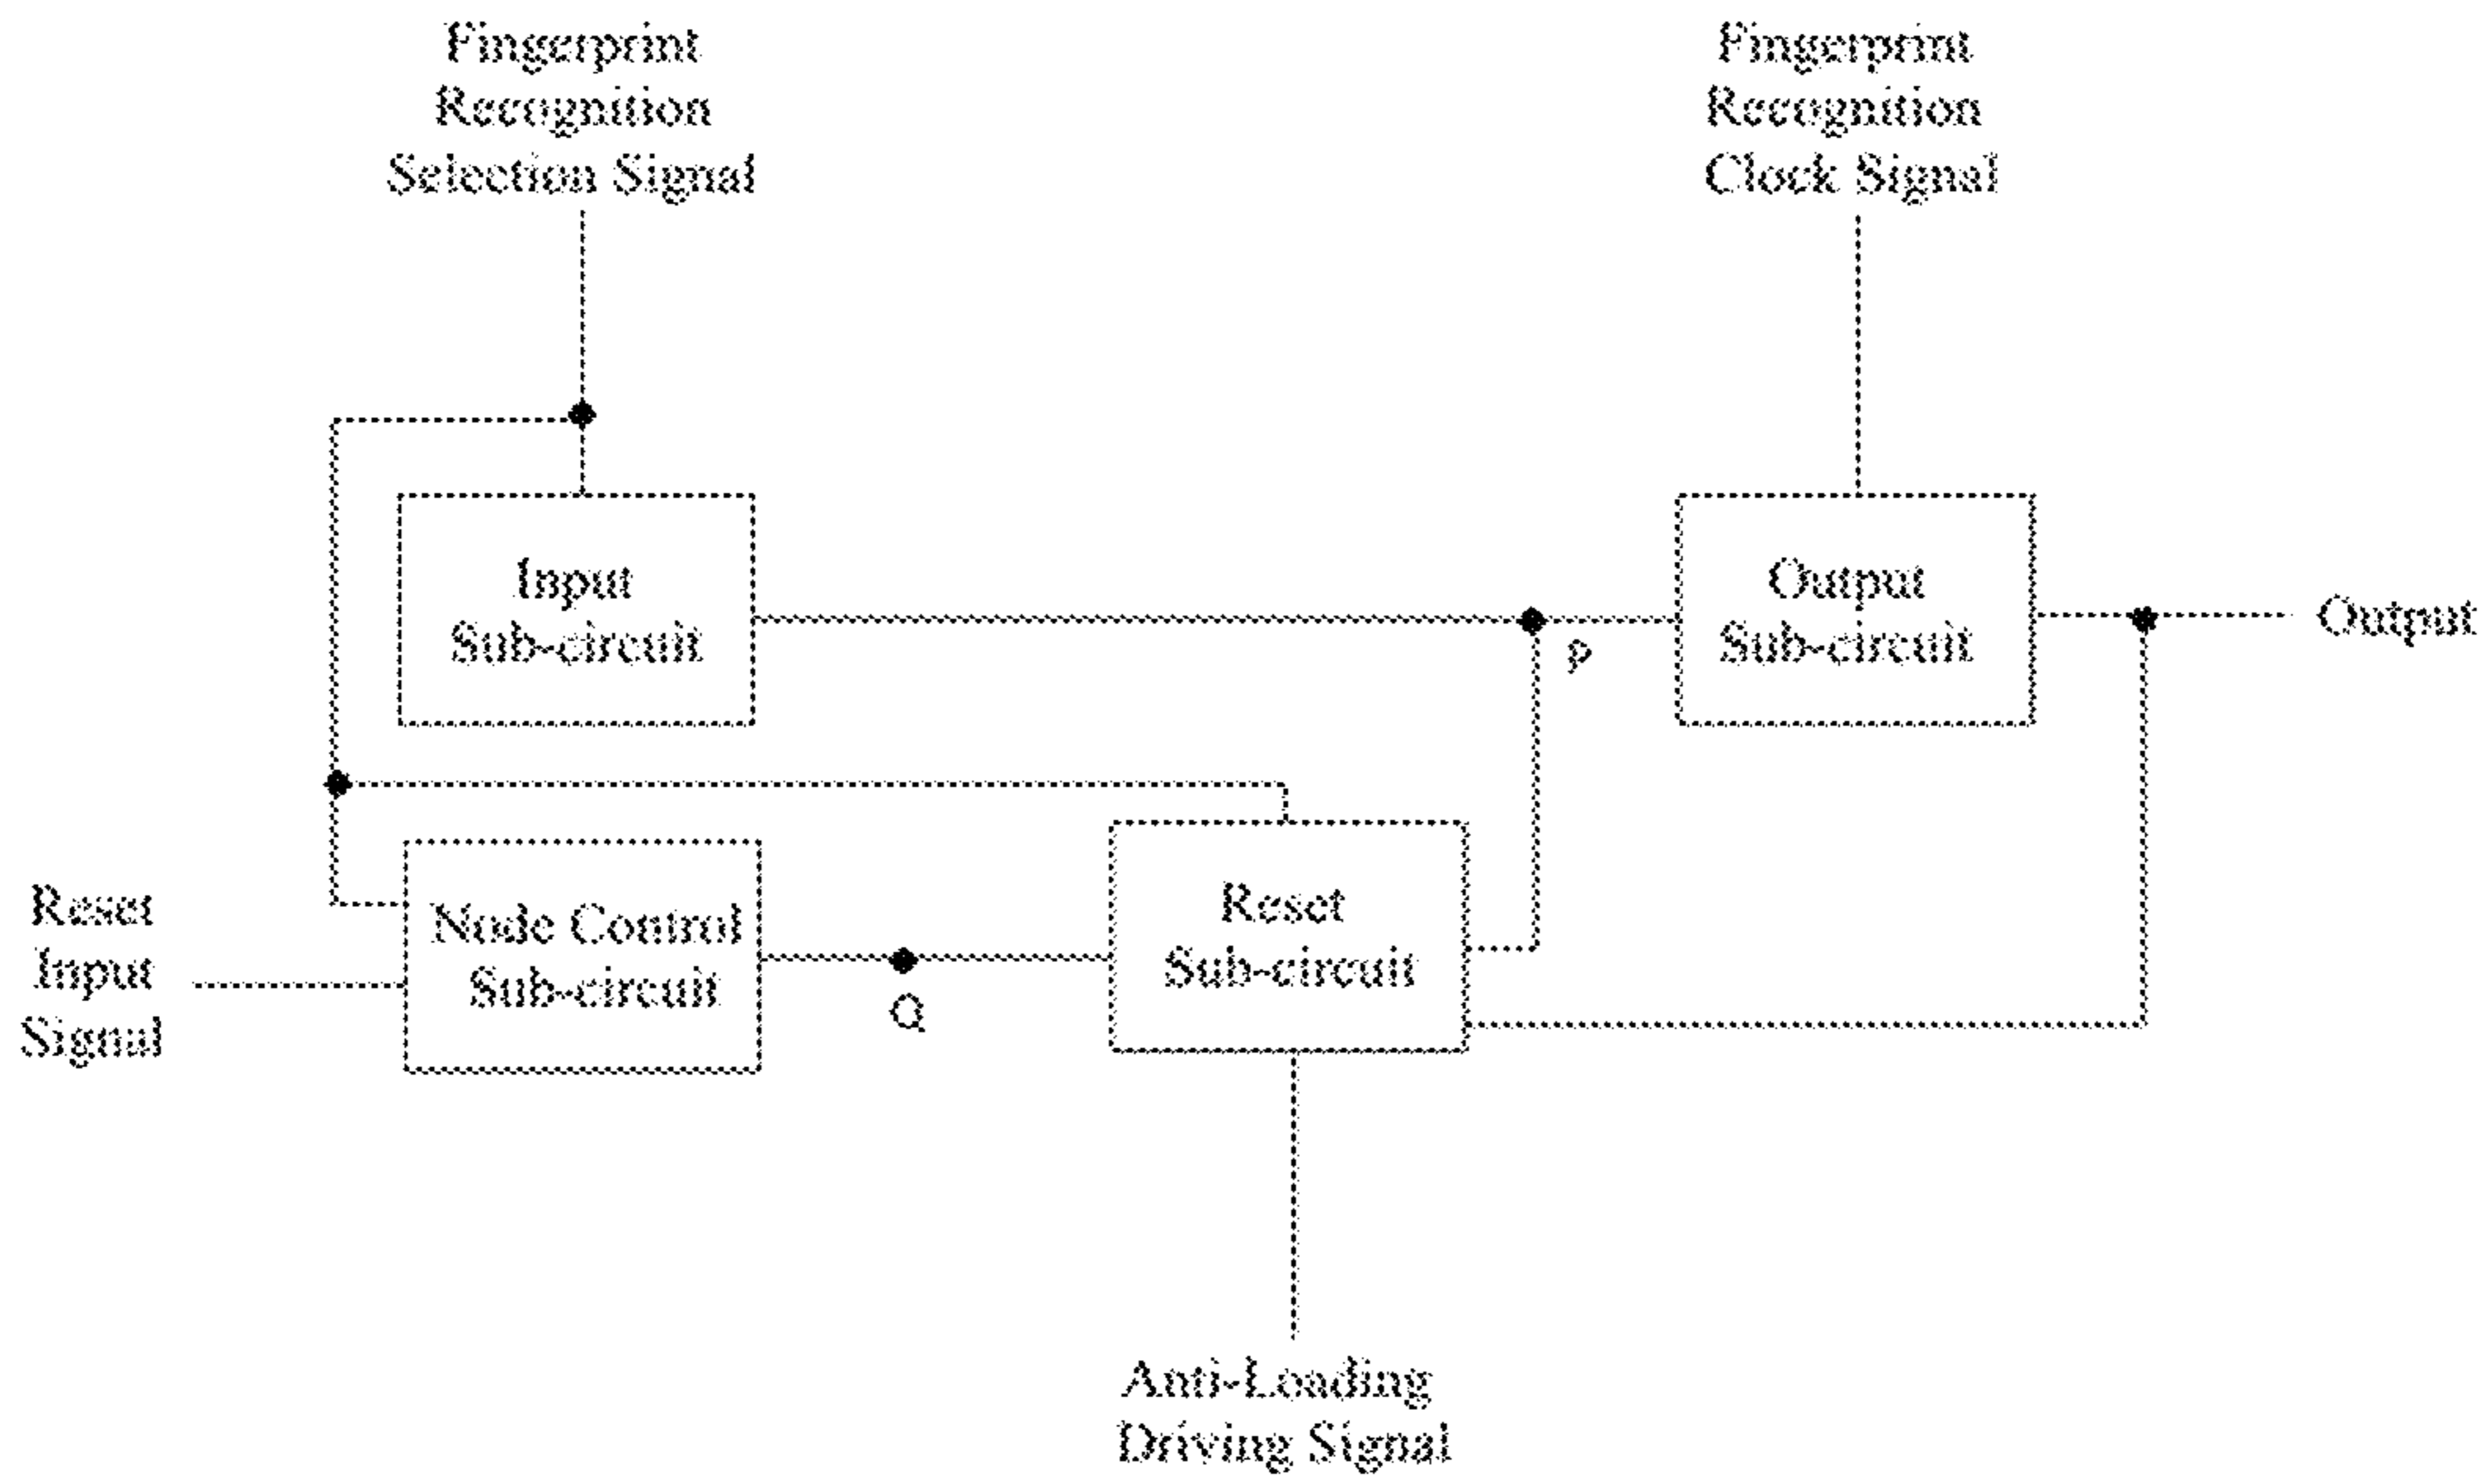 Fingerprint
Recognition
Selection Signal
Fingerprint
Recognition
Clock Signal
Input
Sub-circuit
Output
Sub-circuit
Output
P
Reset
Input
Signal
Node Control
Sub-circuit
Q
Reset
Sub-circuit
Anti-Loading
Driving Signal